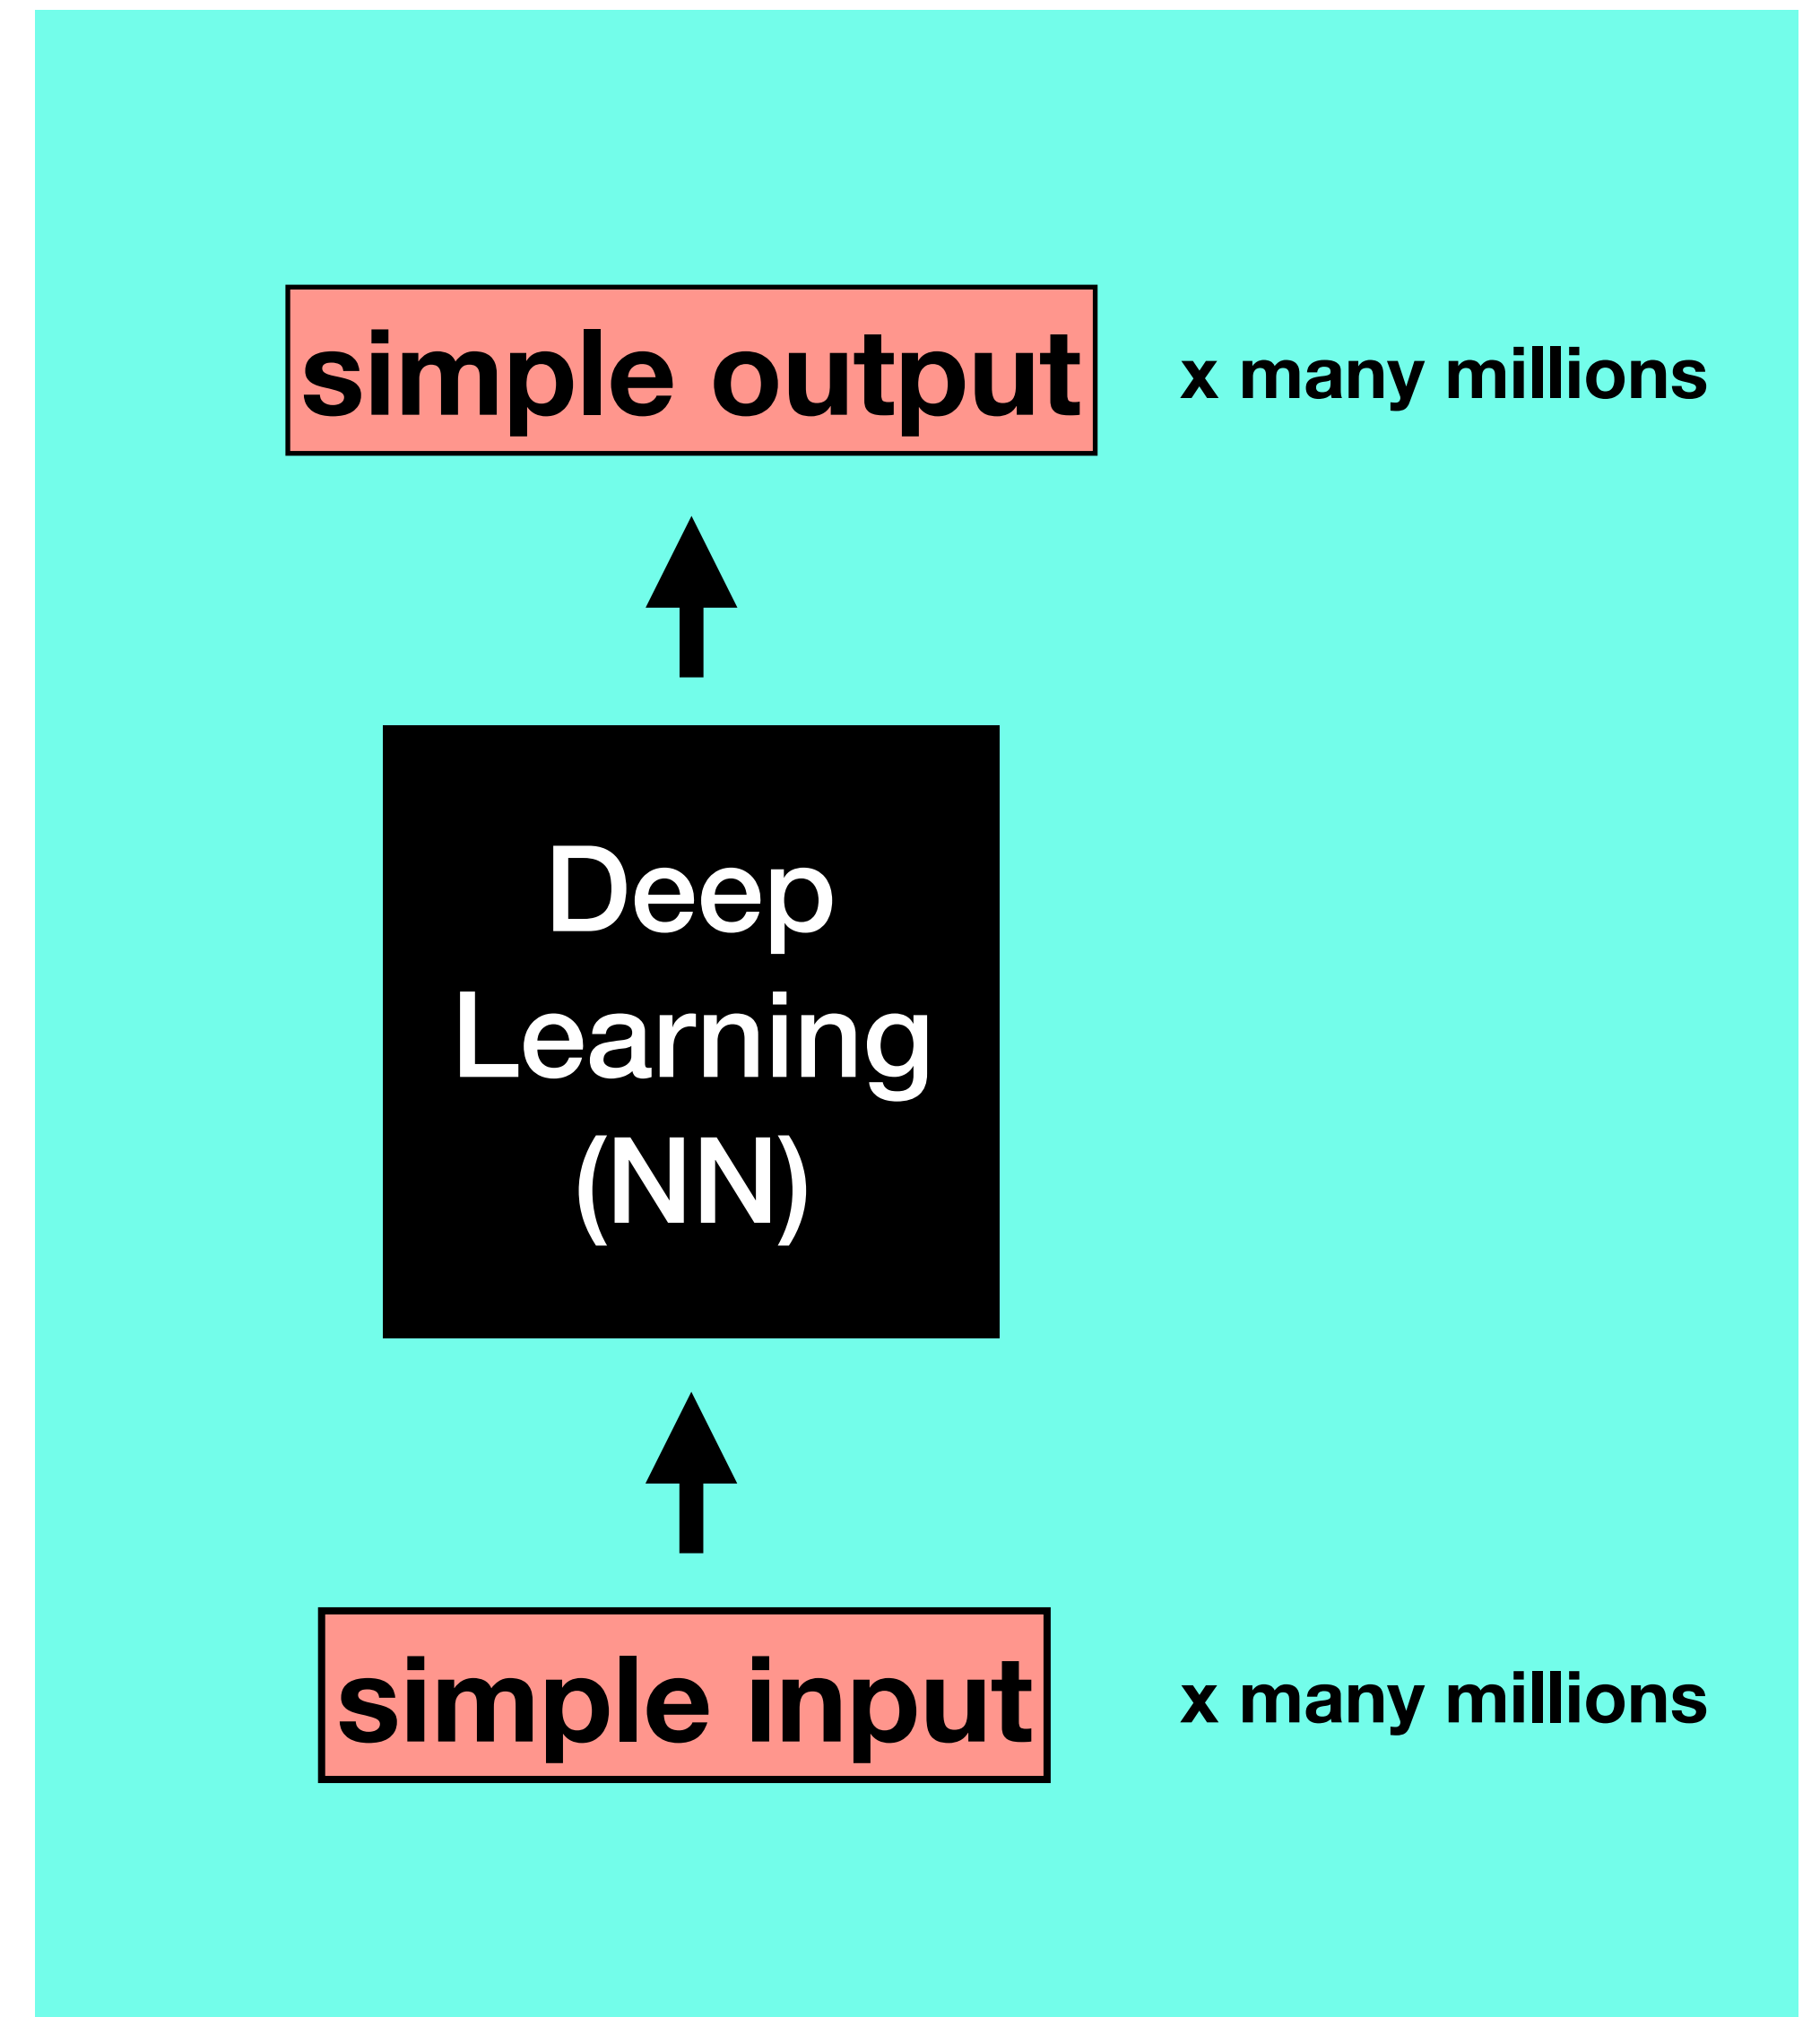 simple output
x many millions
Deep
Learning
(NN)
simple input
x many millions